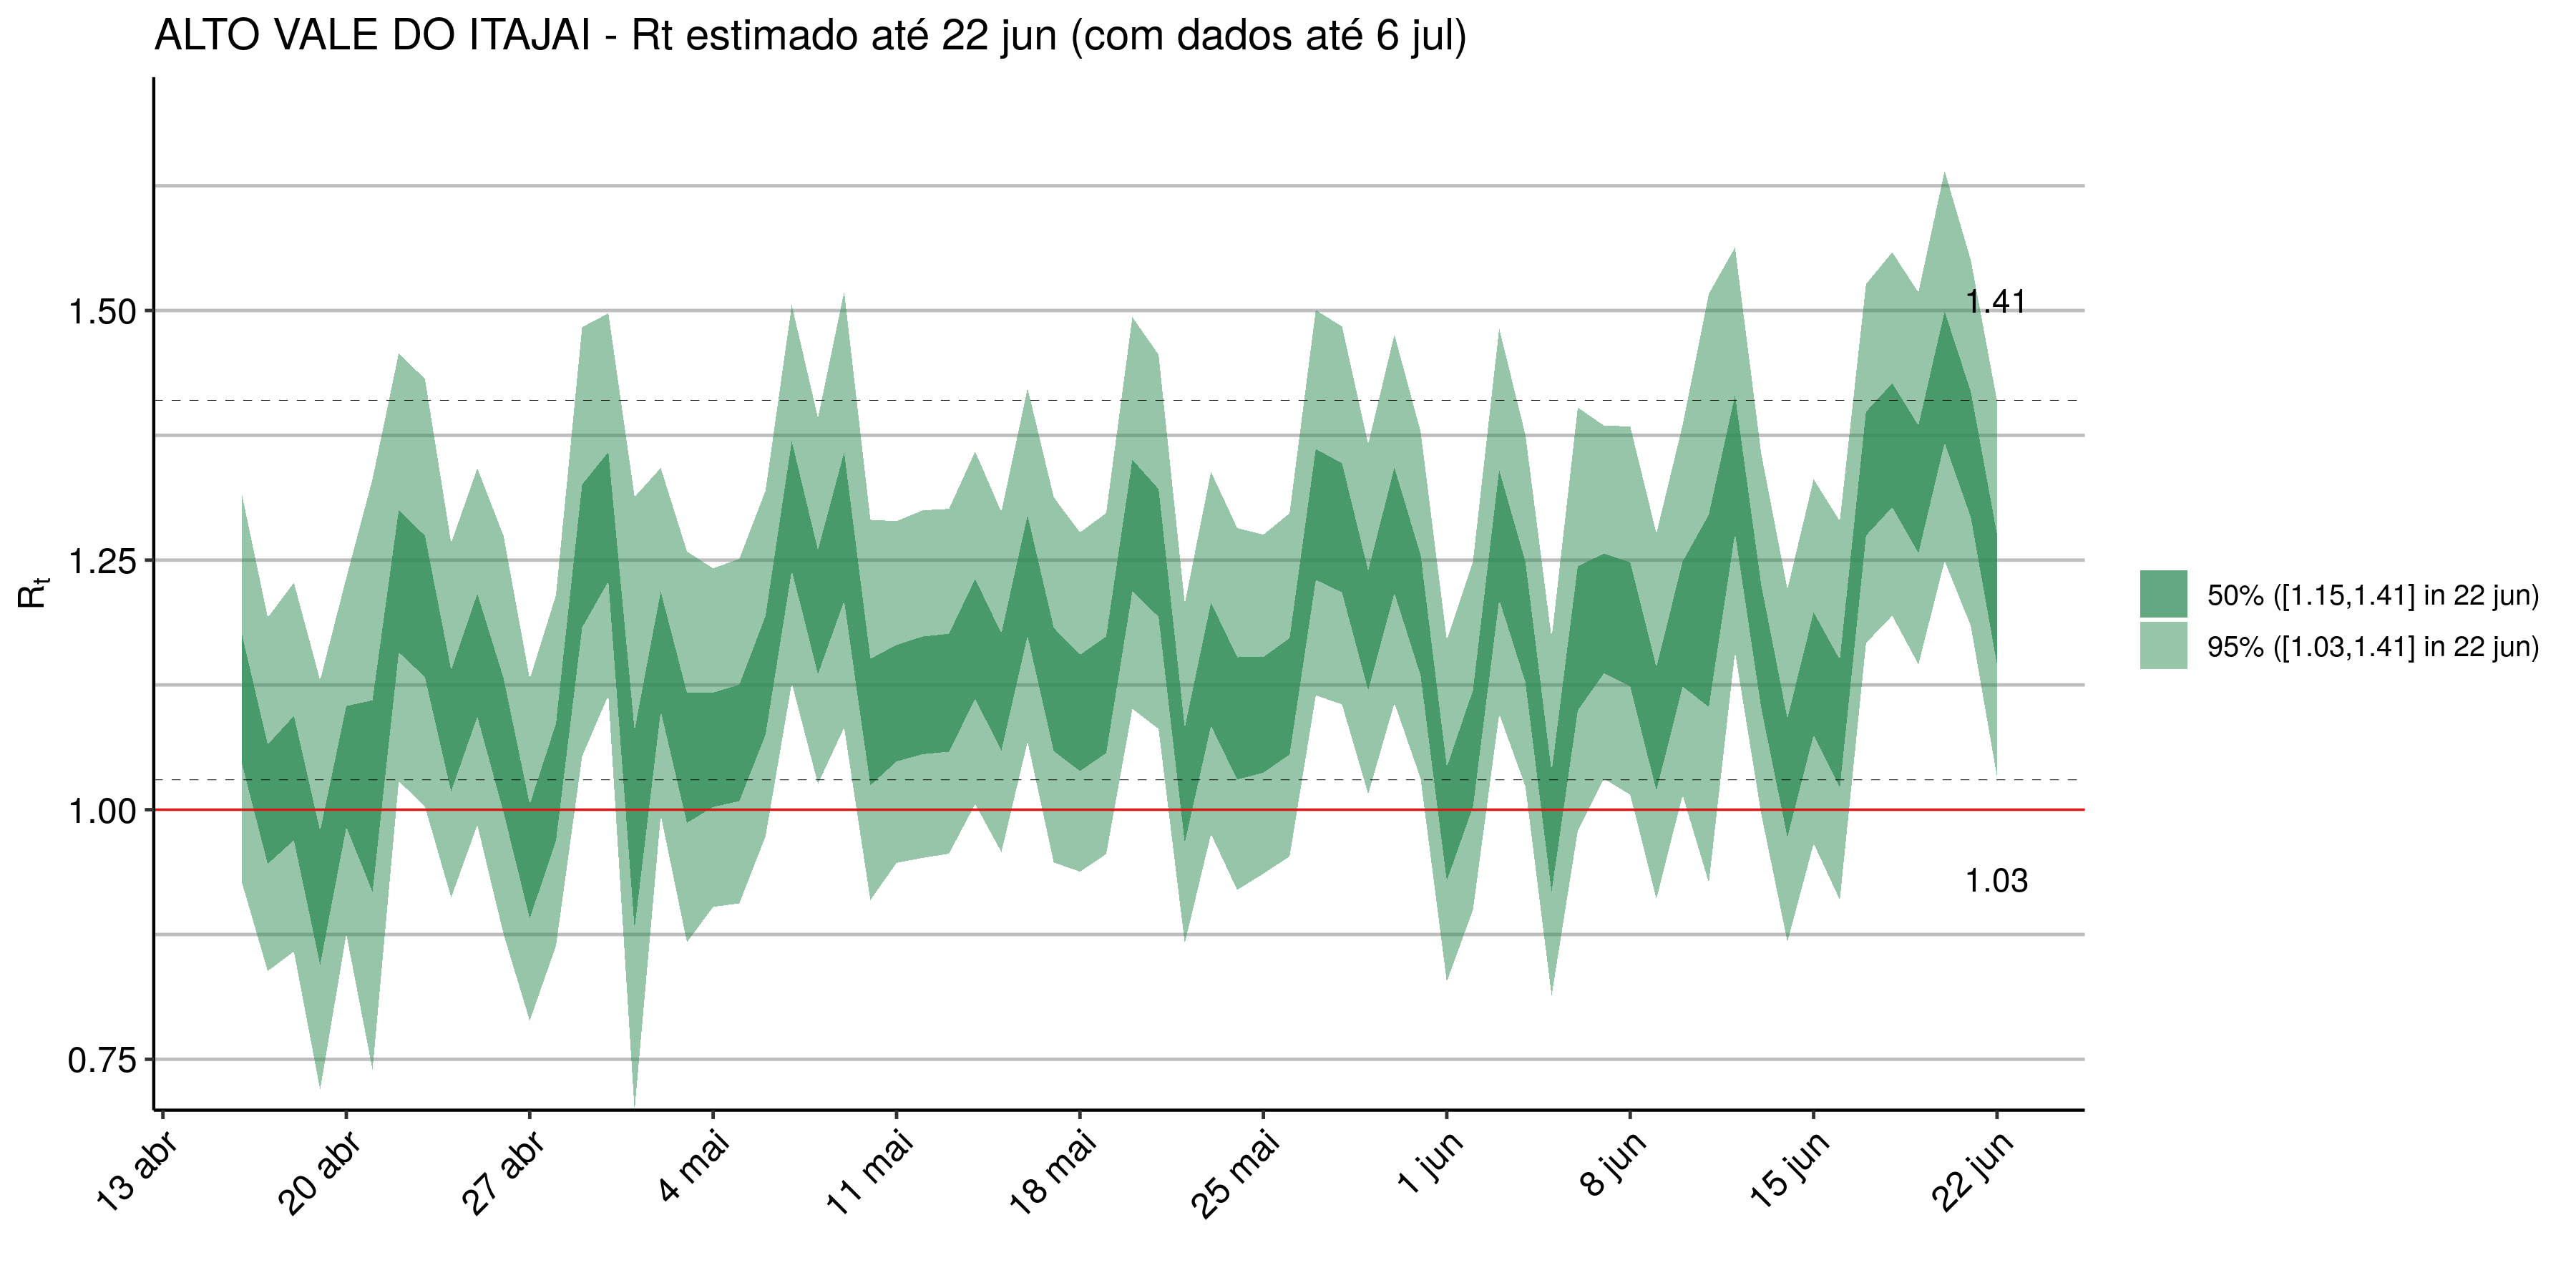 ALTO VALE DO ITAJAI - Rt estimado até 22 jun (com dados até 6 jul)
Rt
1.50
1.25
1.00
0.75
1.41
1.03
13 abr
20 abr
27 abr
4 mai
11 mai
18 mai
25 mai
1 jun
8 jun
15 jun
22 jun
50% ([1.15,1.41] in 22 jun)
95% ([1.03,1.41] in 22 jun)